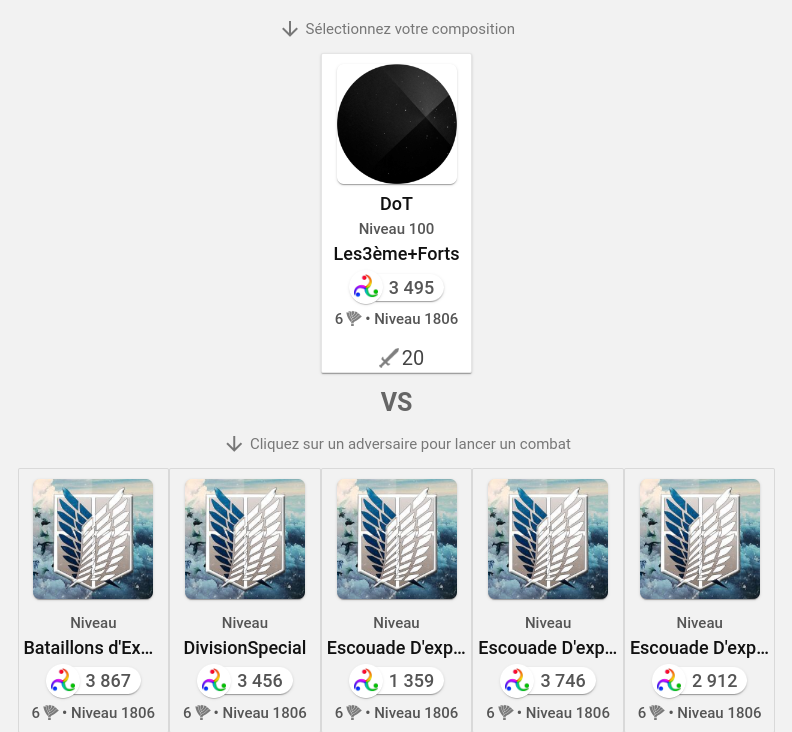 Sélectionnez votre composition
DoT
Niveau 100
Les3ème+Forts
3 495
6 • Niveau 1806
20
VS
Cliquez sur un adversaire pour lancer un combat
Niveau Niveau Niveau Niveau Niveau
Bataillons d'Ex... DivisionSpecial Escouade D'exp... Escouade D'exp... Escouade D'exp...
3 867 3 456 1 359 3 746 2 912
6 • Niveau 1806 6 • Niveau 1806 6 • Niveau 1806 6 • Niveau 1806 6 • Niveau 1806